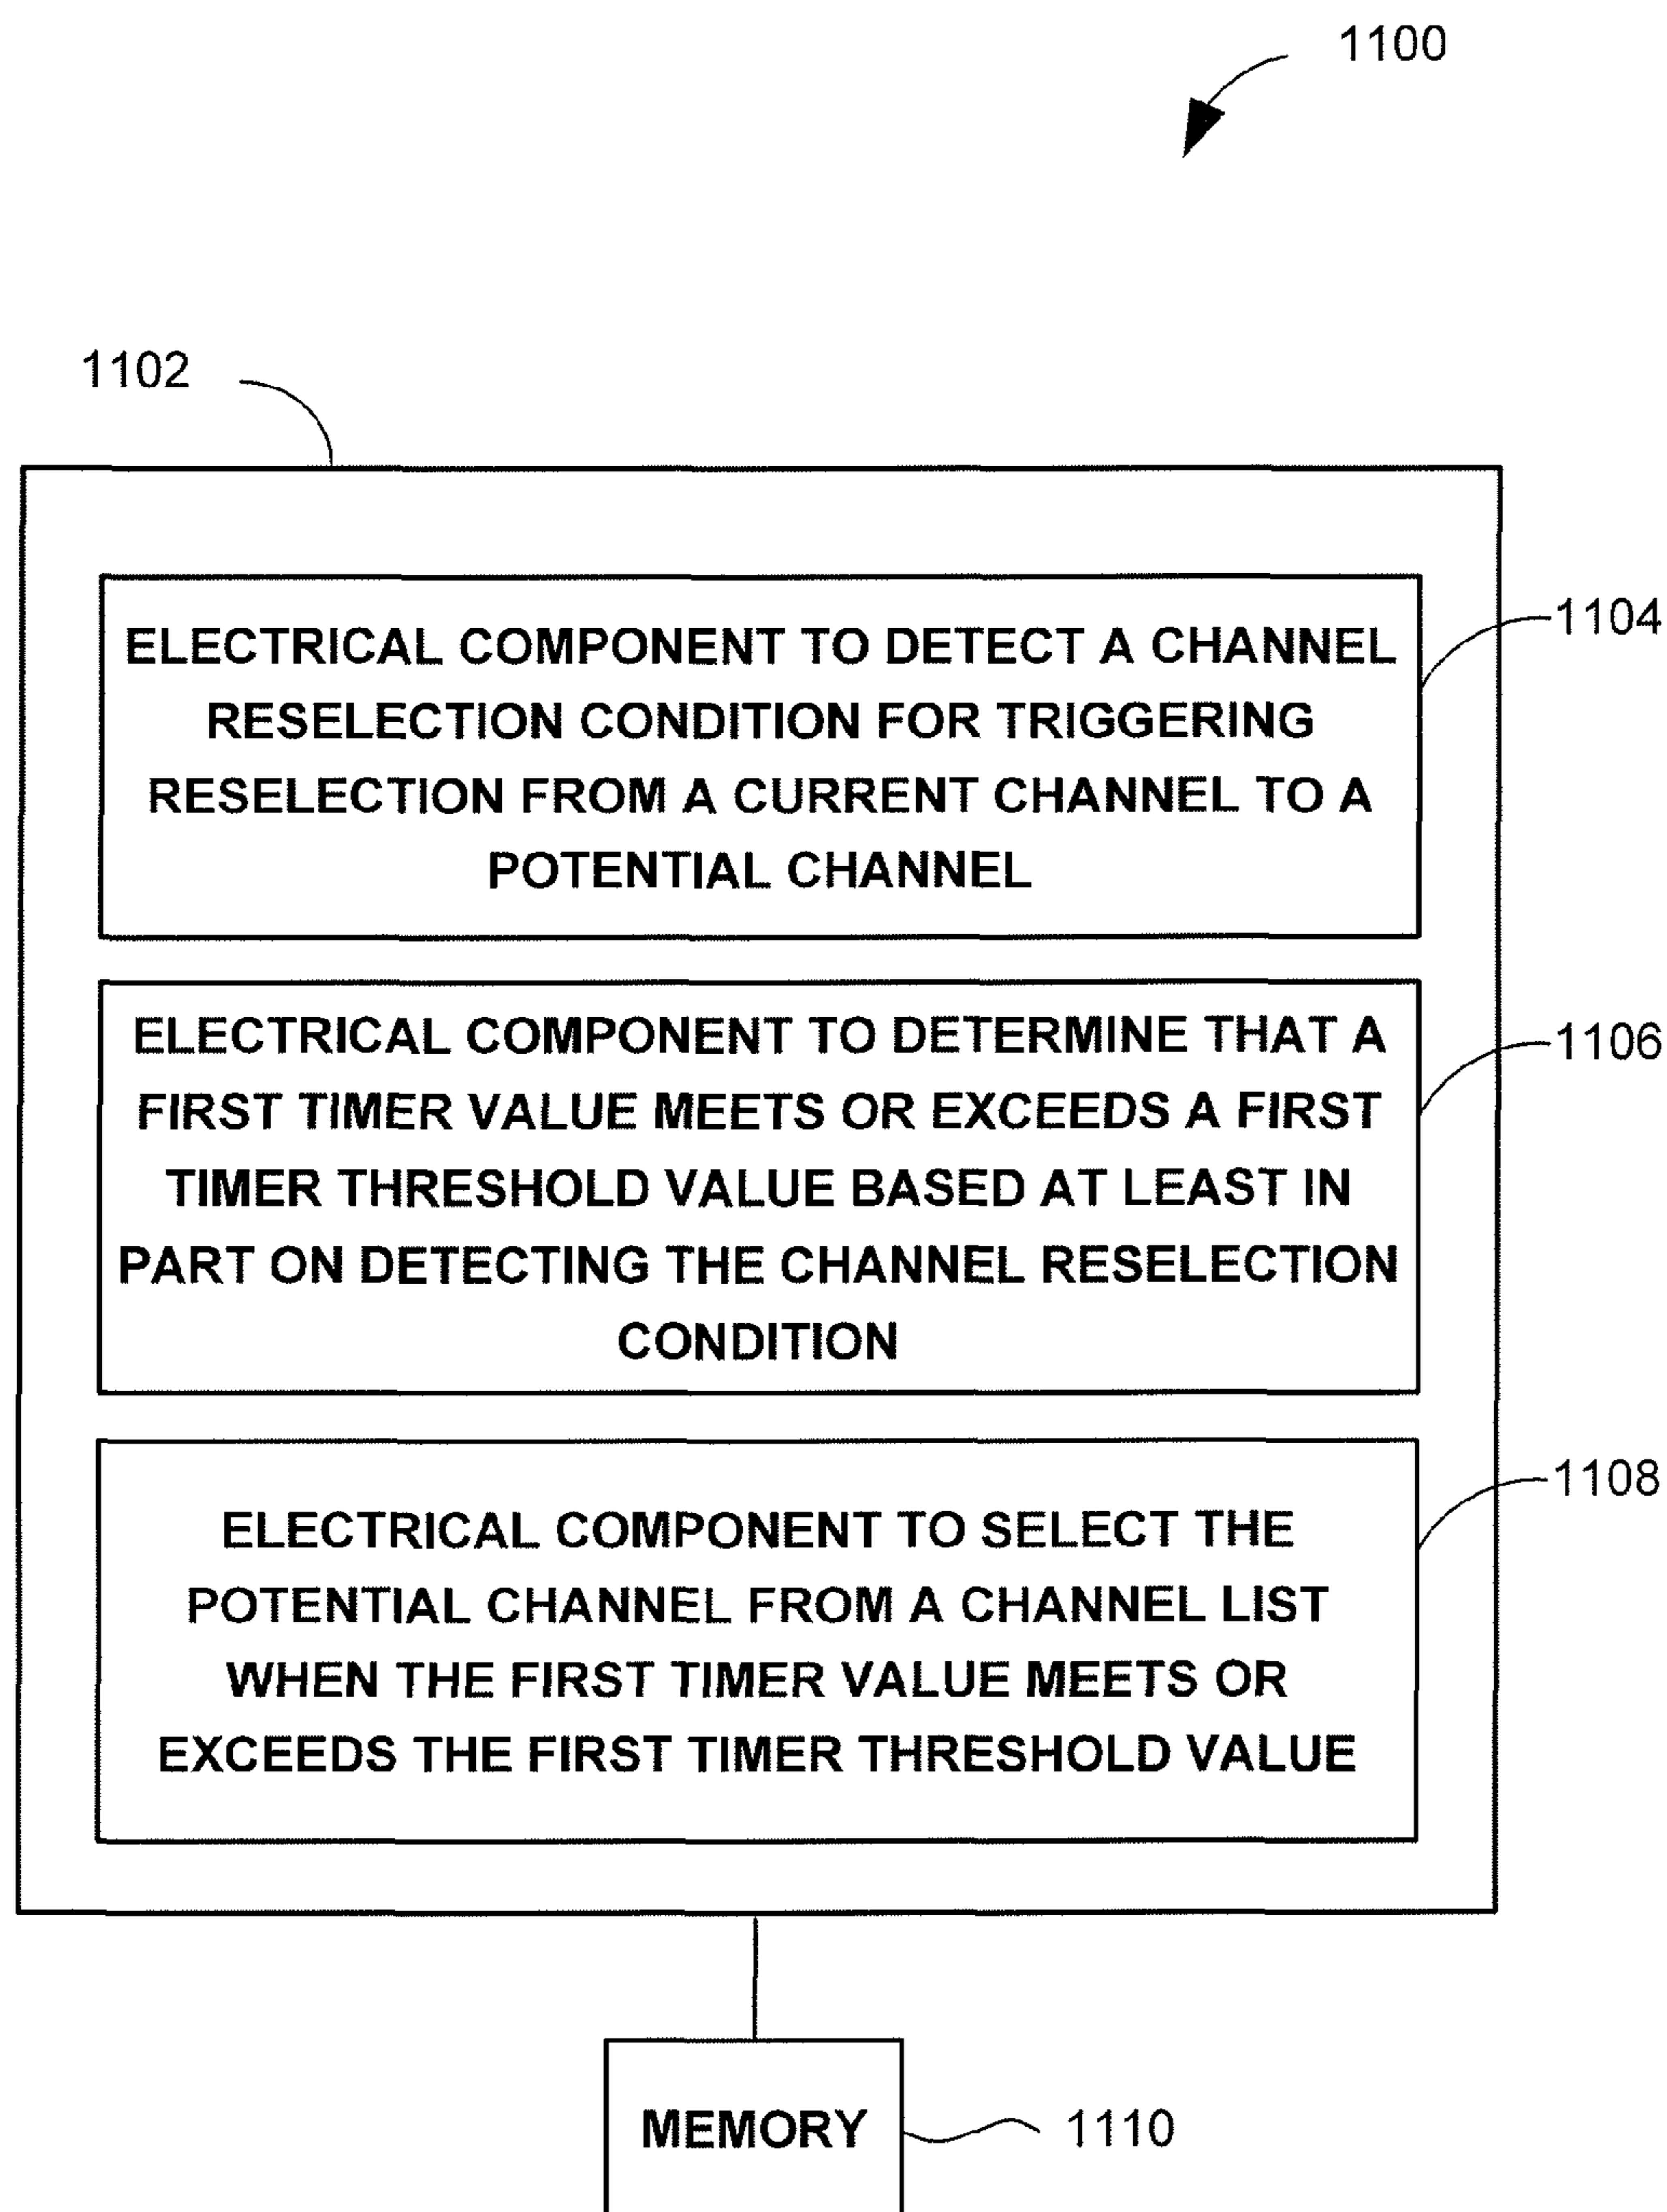 1100
1102
ELECTRICAL COMPONENT TO DETECT A CHANNEL
RESELECTION CONDITION FOR TRIGGERING
RESELECTION FROM A CURRENT CHANNEL TO A
POTENTIAL CHANNEL
1104
ELECTRICAL COMPONENT TO DETERMINE THAT A
FIRST TIMER VALUE MEETS OR EXCEEDS A FIRST
TIMER THRESHOLD VALUE BASED AT LEAST IN
PART ON DETECTING THE CHANNEL RESELECTION
CONDITION
1106
ELECTRICAL COMPONENT TO SELECT THE
POTENTIAL CHANNEL FROM A CHANNEL LIST
WHEN THE FIRST TIMER VALUE MEETS OR
EXCEEDS THE FIRST TIMER THRESHOLD VALUE
1108
MEMORY
1110